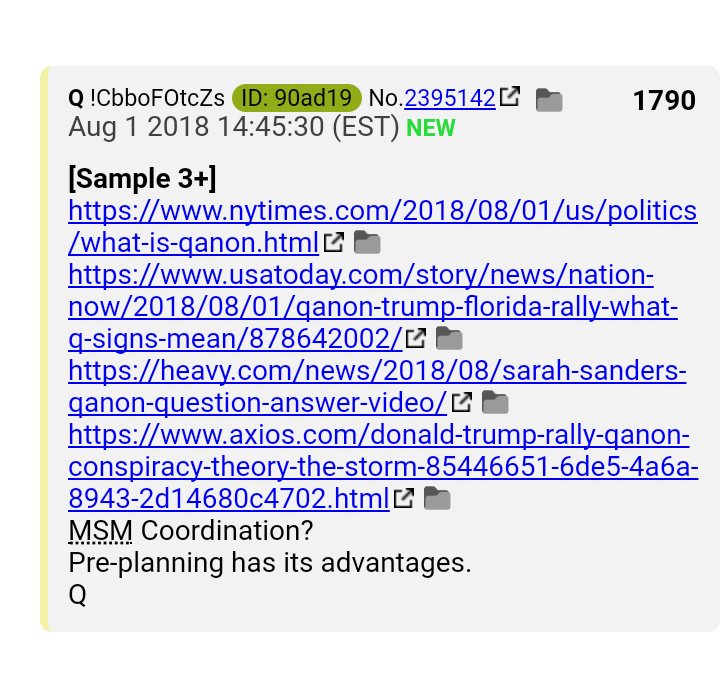 Q !CbboFOtcZs ID: 90ad19 No.2395142 1790
Aug 1 2018 14:45:30 (EST) NEW
[Sample 3+]
https://www.nytimes.com/2018/08/01/us/politics
/what-is-qanon.html
https://www.usatoday.com/story/news/nation-
now/2018/08/01/qanon-trump-florida-rally-what-
q-signs-mean/878642002/
https://heavy.com/news/2018/08/sarah-sanders-
qanon-question-answer-video/
https://www.axios.com/donald-trump-rally-qanon-
conspiracy-theory-the-storm-85446651-6de5-4a6a-
8943-2d14680c4702.html
MSM Coordination?
Pre-planning has its advantages.
Q